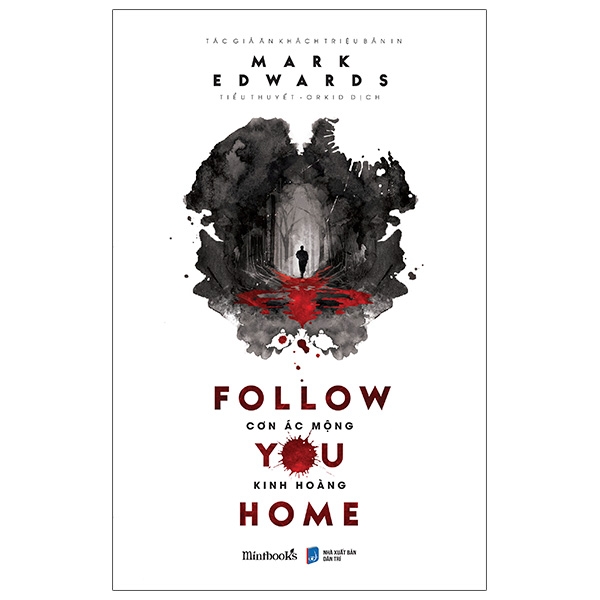 TÁC GIẢ ĂN KHÁCH TRIỆU BẢN IN
MARK
EDWARDS
TIỂU THUYẾT - ORKID DỊCH
FOLLOW
CƠN ÁC MỘNG
YOU
KINH HOÀNG
HOME
mintbooks
NHÀ XUẤT BẢN
DÂN TRÍ